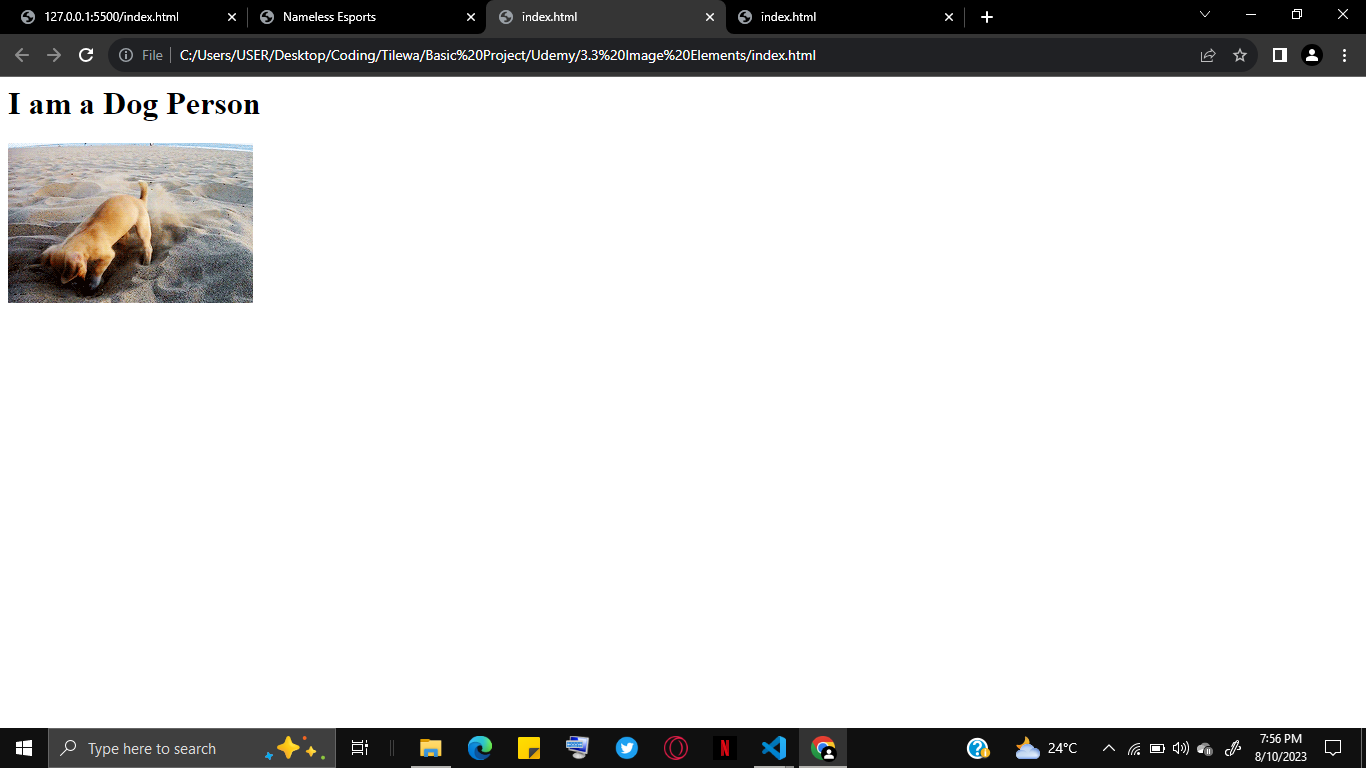 127.0.0.1:5500/index.html
Nameless Esports
index.html
index.html
File
C:/Users/USER/Desktop/Coding/Tilewa/Basic%20Project/Udemy/3.3%20Image%20Elements/index.html
I am a Dog Person
Type here to search
24°C
7:56 PM
8/10/2023